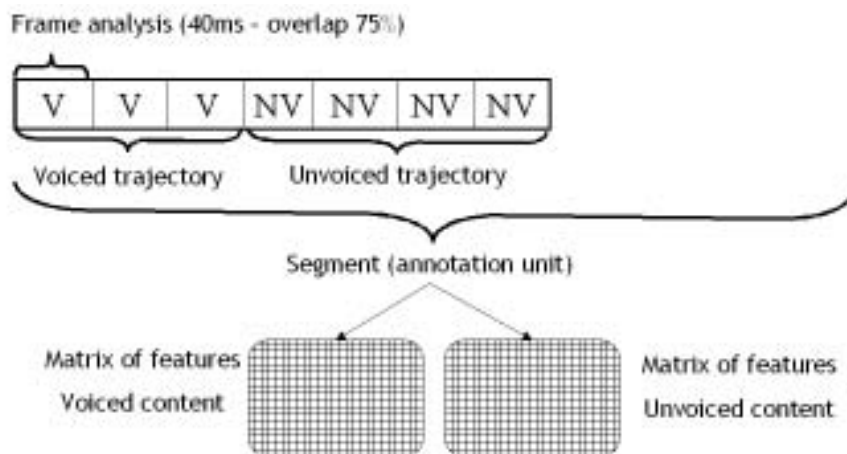 Frame analysis (40ms - overlap 75%)
V V V NV NV NV NV
Voiced trajectory Unvoiced trajectory
Segment (annotation unit)
Matrix of features
Voiced content
Matrix of features
Unvoiced content